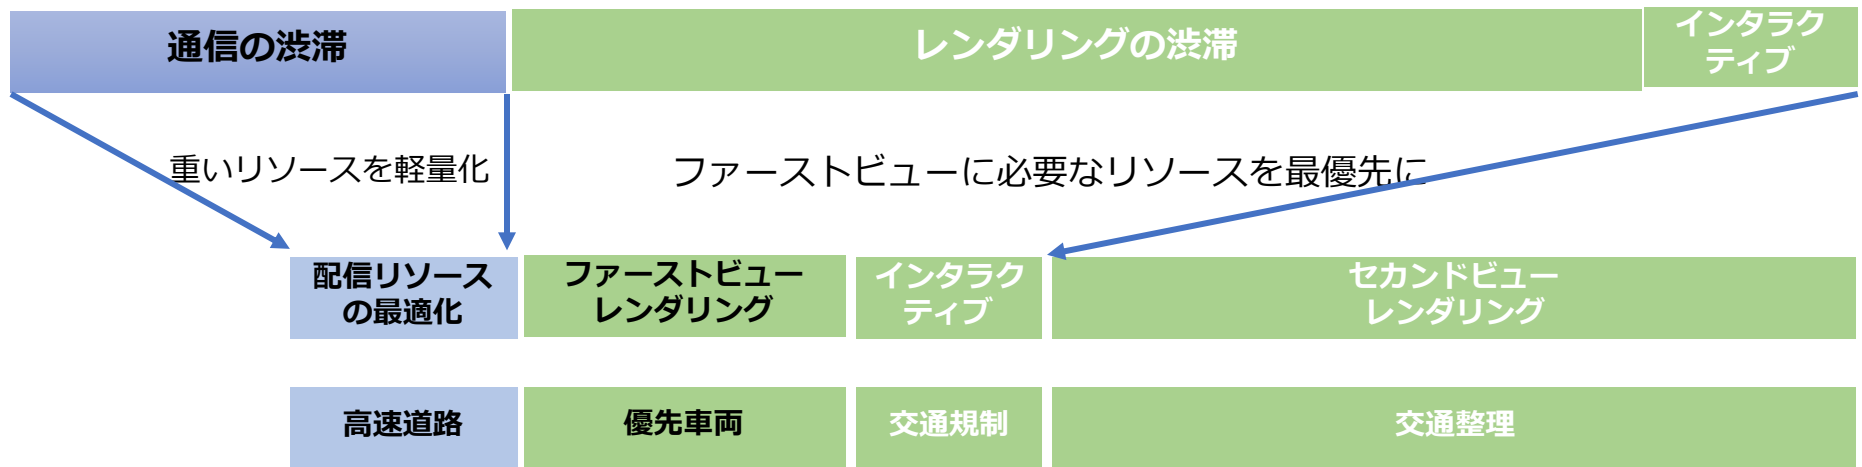 通信の渋滞
レンダリングの渋滞
インタラク
ティブ
重いリソースを軽量化
ファーストビューに必要なリソースを最優先に
配信リソース
の最適化
ファーストビュー
レンダリング
インタラク
ティブ
セカンドビュー
レンダリング
高速道路
優先車両
交通規制
交通整理